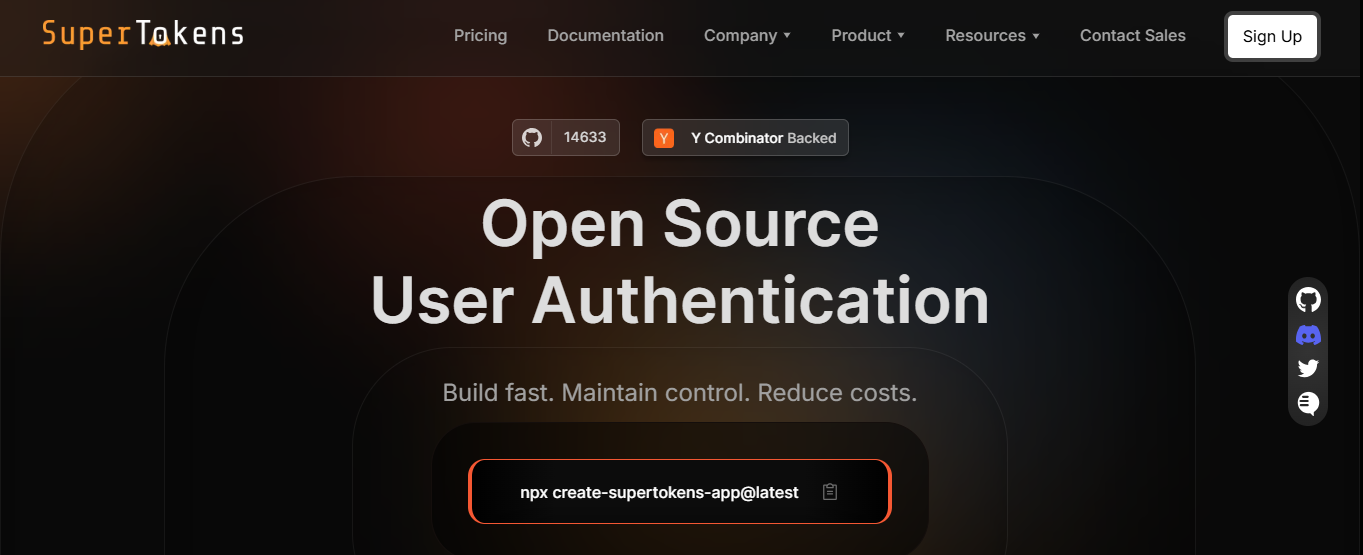 SuperTokens
Pricing Documentation Company Product Resources Contact Sales Sign Up
14633 Y Y Combinator Backed
Open Source
User Authentication
Build fast. Maintain control. Reduce costs.
npx create-supertokens-app@latest